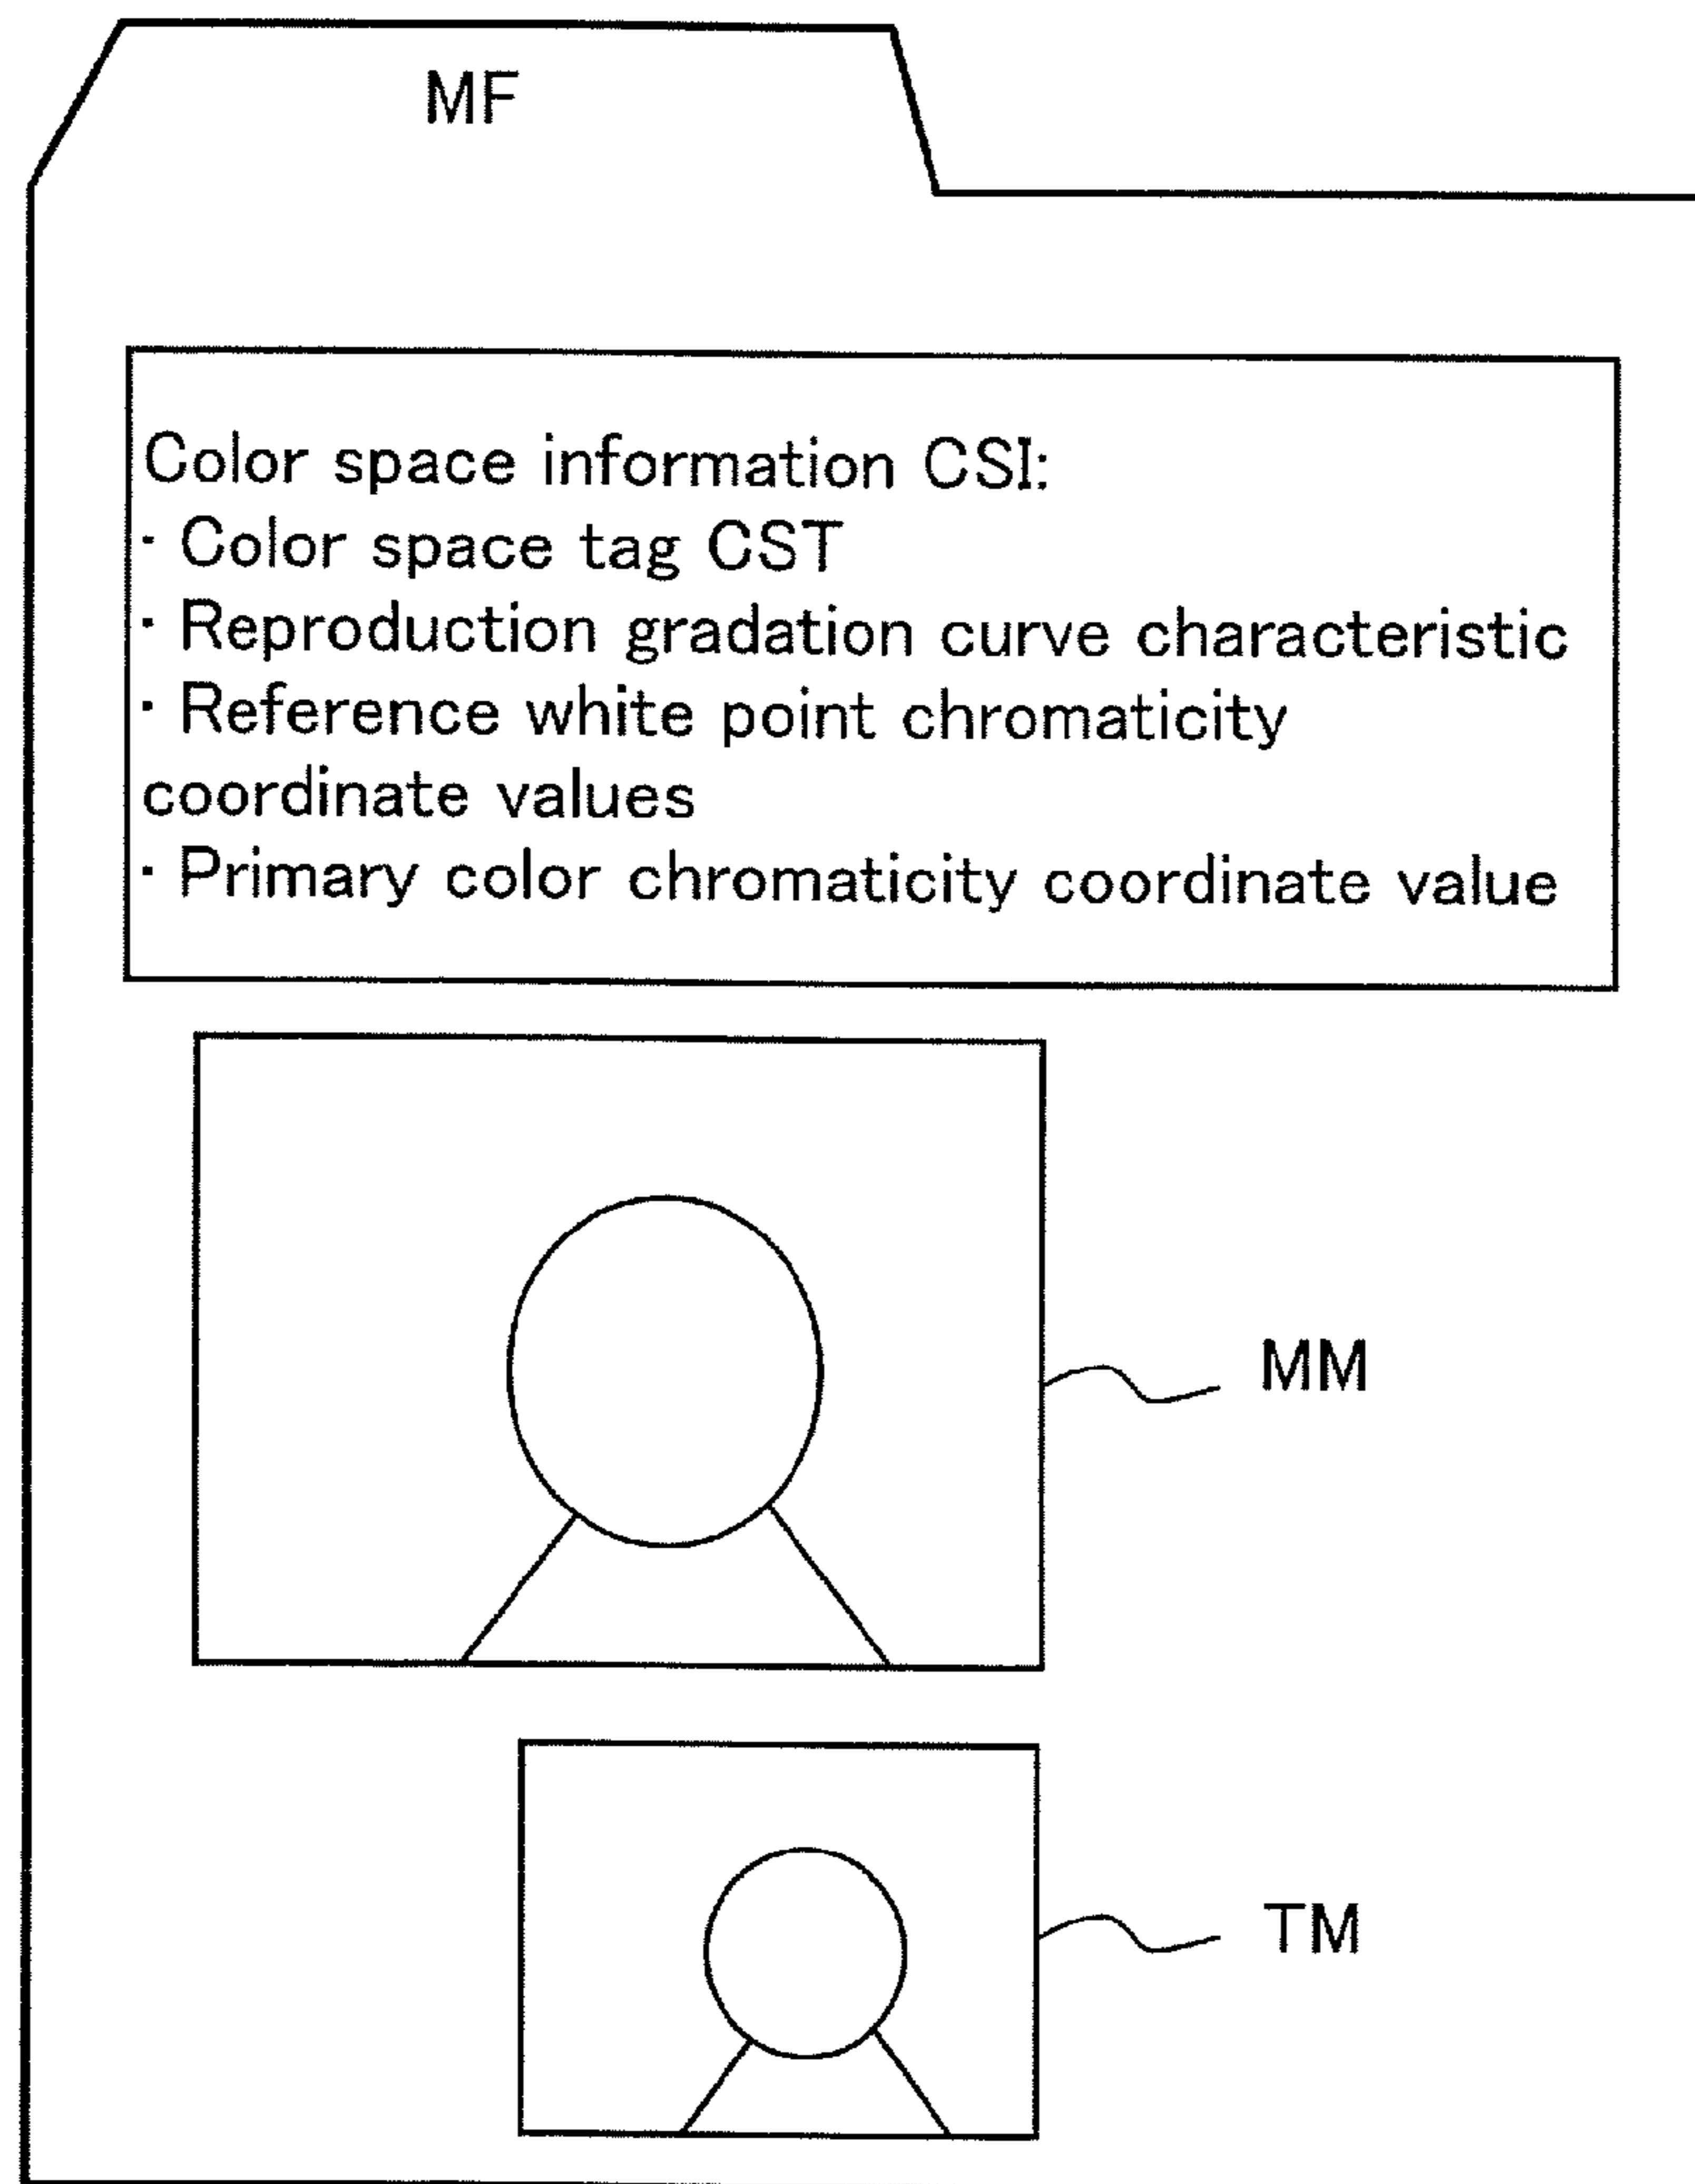 MF
Color space information CSI:
· Color space tag CST
· Reproduction gradation curve characteristic
· Reference white point chromaticity
coordinate values
· Primary color chromaticity coordinate value
MM
TM